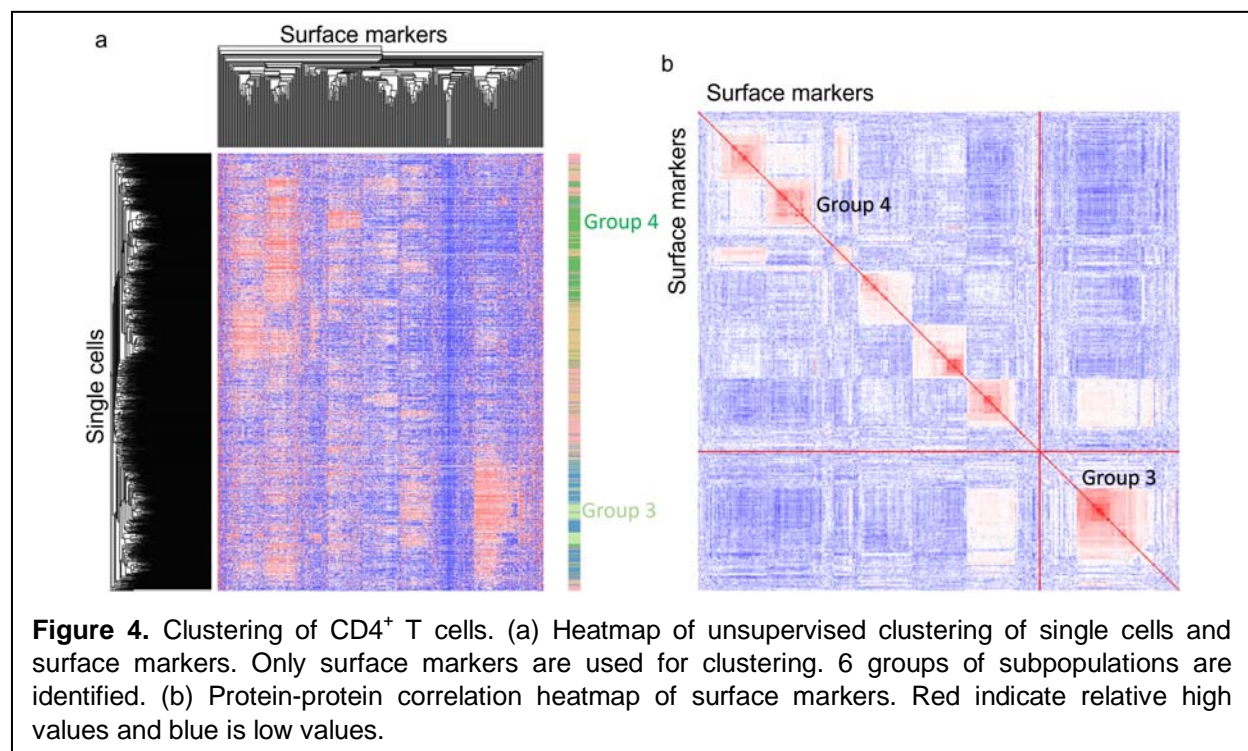 a
Surface markers
Single cells
Group 4
Group 3
b
Surface markers
Surface markers
Group 4
Group 3
Figure 4. Clustering of CD4+ T cells. (a) Heatmap of unsupervised clustering of single cells and
surface markers. Only surface markers are used for clustering. 6 groups of subpopulations are
identified. (b) Protein-protein correlation heatmap of surface markers. Red indicate relative high
values and blue is low values.